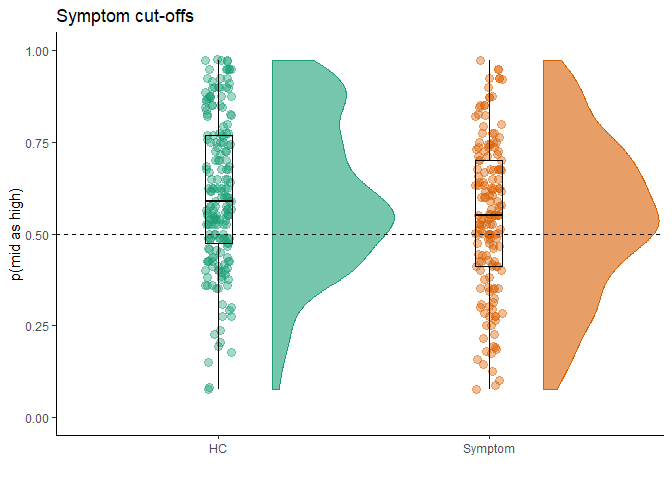 Symptom cut-offs
1.00
0.75
0.50
0.25
0.00
p(mid as high)
HC
Symptom